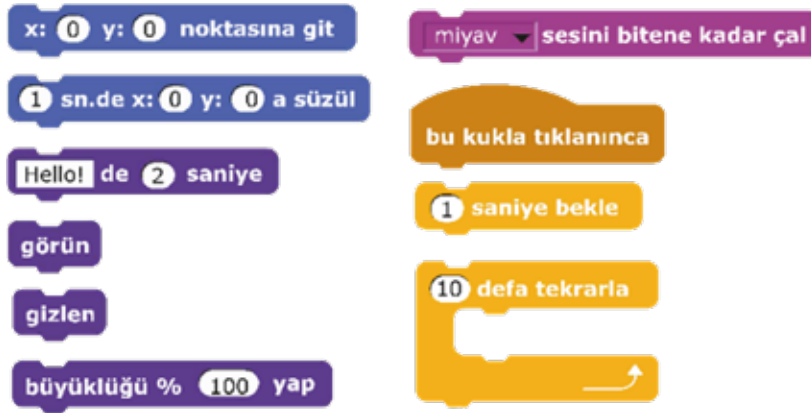 x: 0 y: 0 noktasına git
1 sn.de x: 0 y: 0 a süzül
Hello! de 2 saniye
görün
gizlen
büyüklüğü % 100 yap
miyav sesini bitene kadar çal
bu kukla tıklanınca
1 saniye bekle
10 defa tekrarla